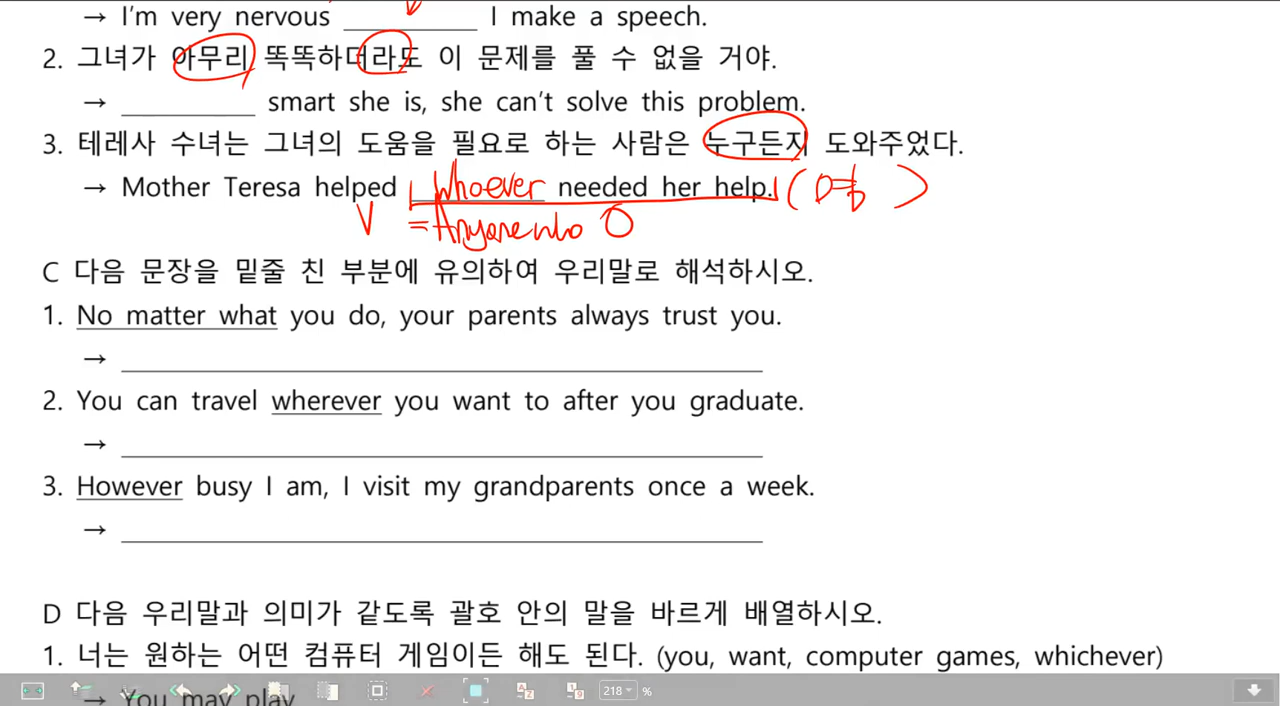 → I'm very nervous ____________ I make a speech.
2. 그녀가 아무리 똑똑하더라도 이 문제를 풀 수 없을 거야.
→ ____________ smart she is, she can't solve this problem.
3. 테레사 수녀는 그녀의 도움을 필요로 하는 사람은 누구든지 도와주었다.
→ Mother Teresa helped Whoever needed her help. ( )
V = Anyone who O
C 다음 문장을 밑줄 친 부분에 유의하여 우리말로 해석하시오.
1. No matter what you do, your parents always trust you.
→ ____________
2. You can travel wherever you want to after you graduate.
→ ____________
3. However busy I am, I visit my grandparents once a week.
→ ____________
D 다음 우리말과 의미가 같도록 괄호 안의 말을 바르게 배열하시오.
1. 너는 원하는 어떤 컴퓨터 게임이든 해도 된다. (you, want, computer games, whichever)
→ You may play
218 %